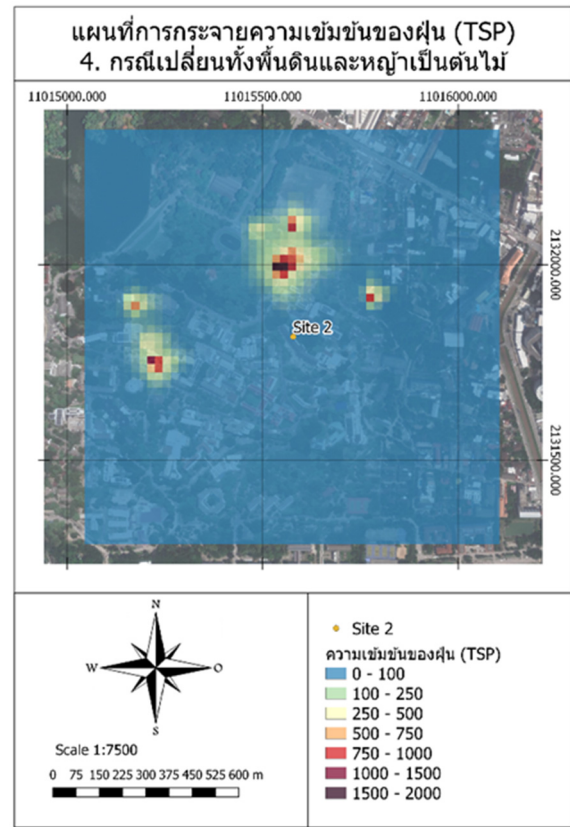 แผนที่การกระจายความเข้มข้นของฝุ่น (TSP)
4. กรณีเปลี่ยนทั้งพื้นดินและหญ้าเป็นต้นไม้
11015000.000 11015500.000 11016000.000
2132000.000
Site 2
2131500.000
N
W O
S
Scale 1:7500
0 75 150 225 300 375 450 525 600 m
Site 2
ความเข้มข้นของฝุ่น (TSP)
0 - 100
100 - 250
250 - 500
500 - 750
750 - 1000
1000 - 1500
1500 - 2000